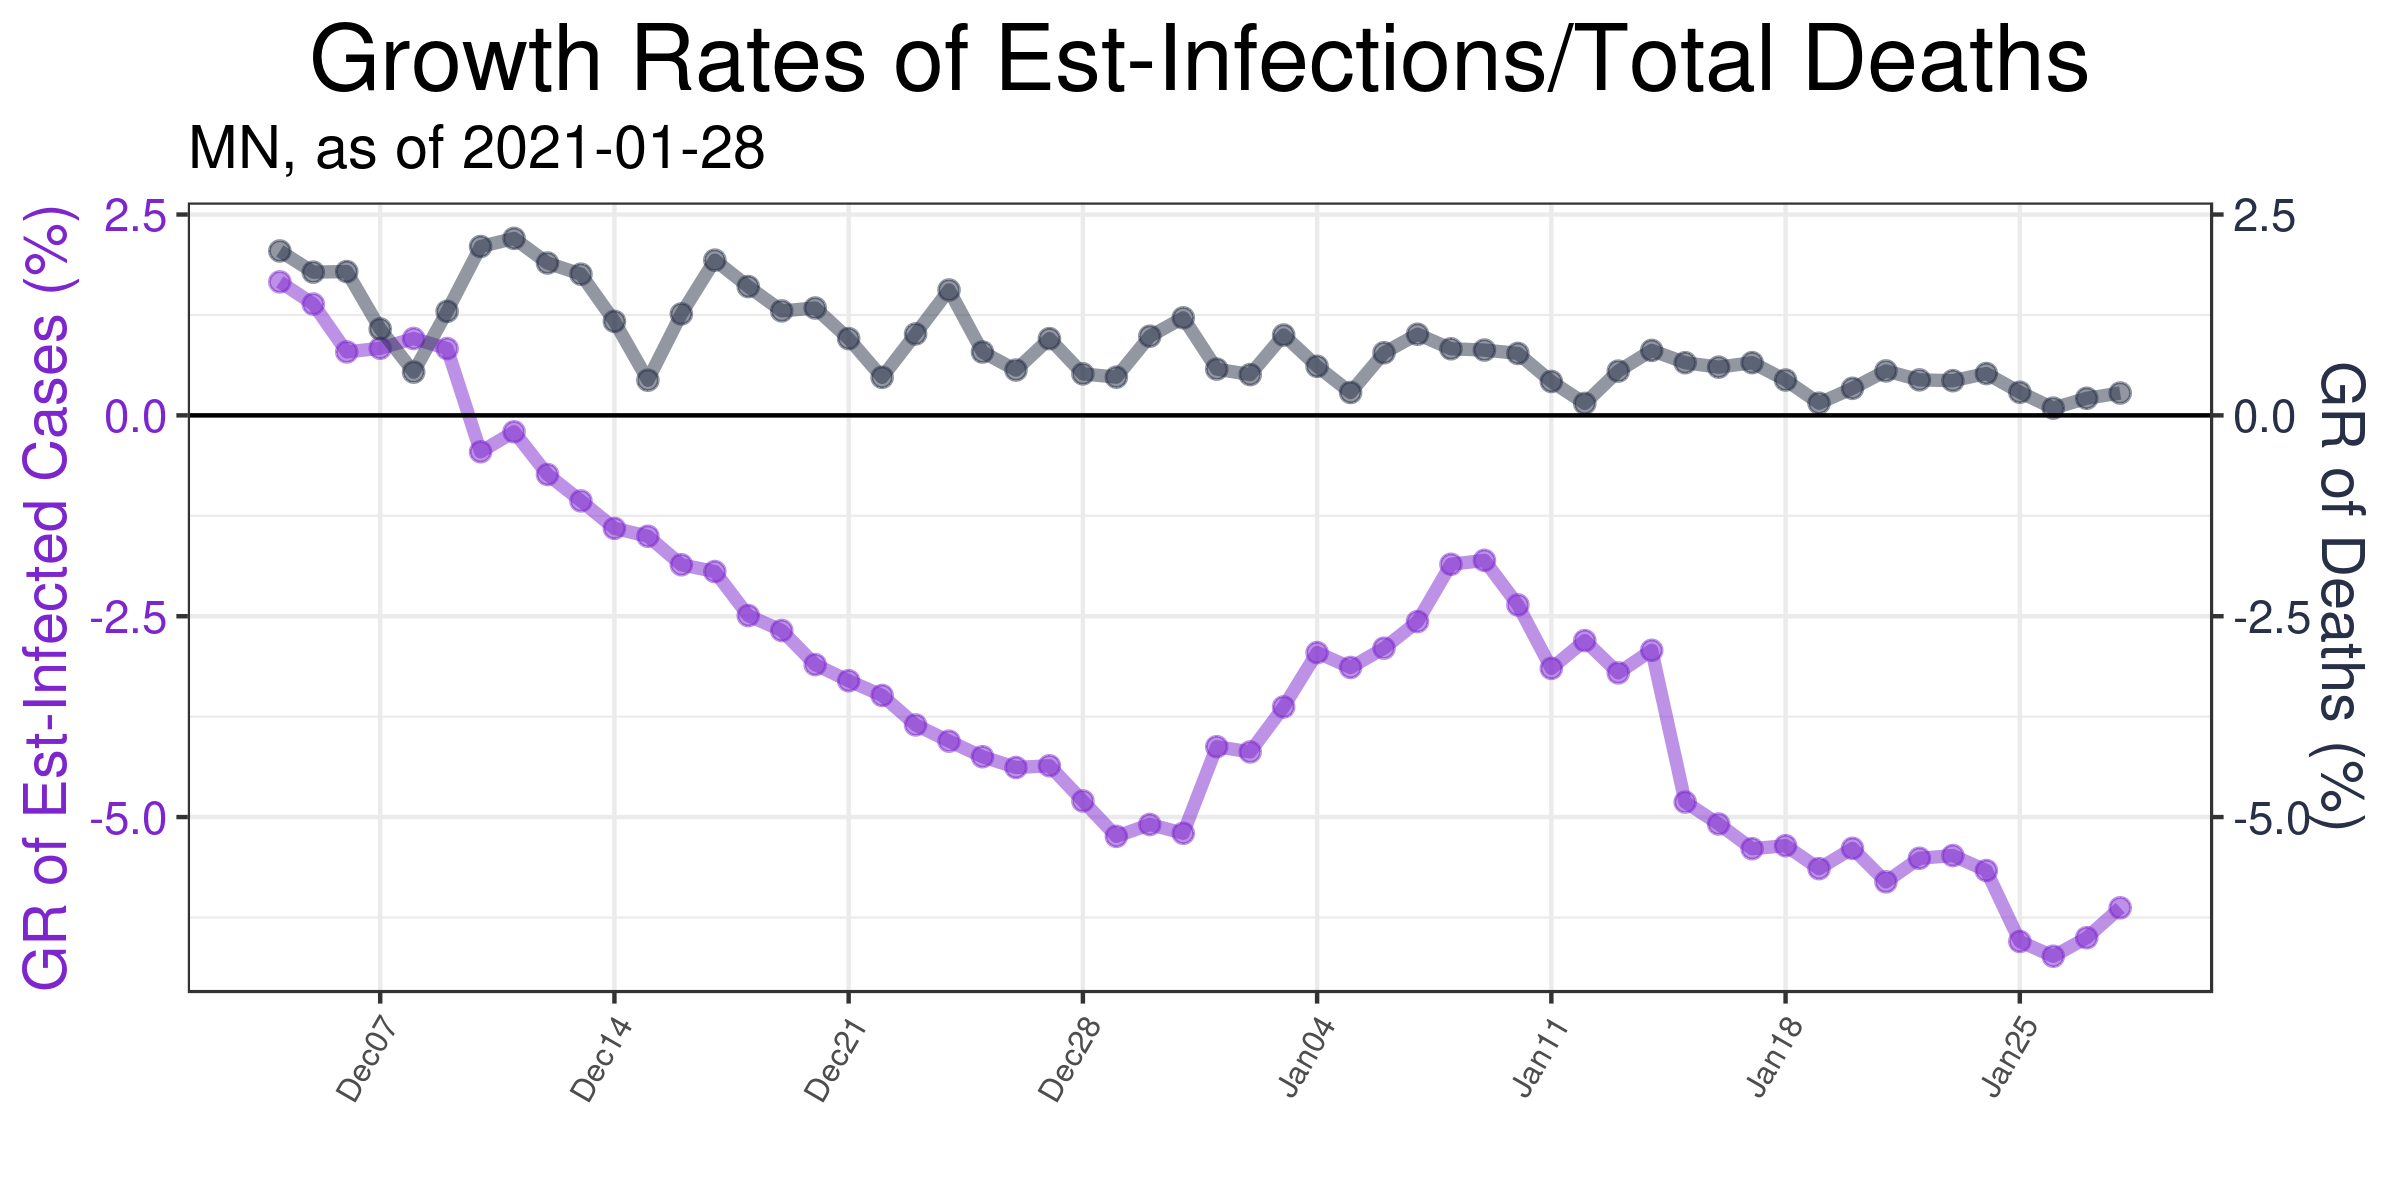 Growth Rates of Est-Infections/Total Deaths
MN, as of 2021-01-28
GR of Est-Infected Cases (%)
2.5
0.0
-2.5
-5.0
2.5
0.0
-2.5
-5.0
GR of Deaths (%)
Dec07
Dec14
Dec21
Dec28
Jan04
Jan11
Jan18
Jan25